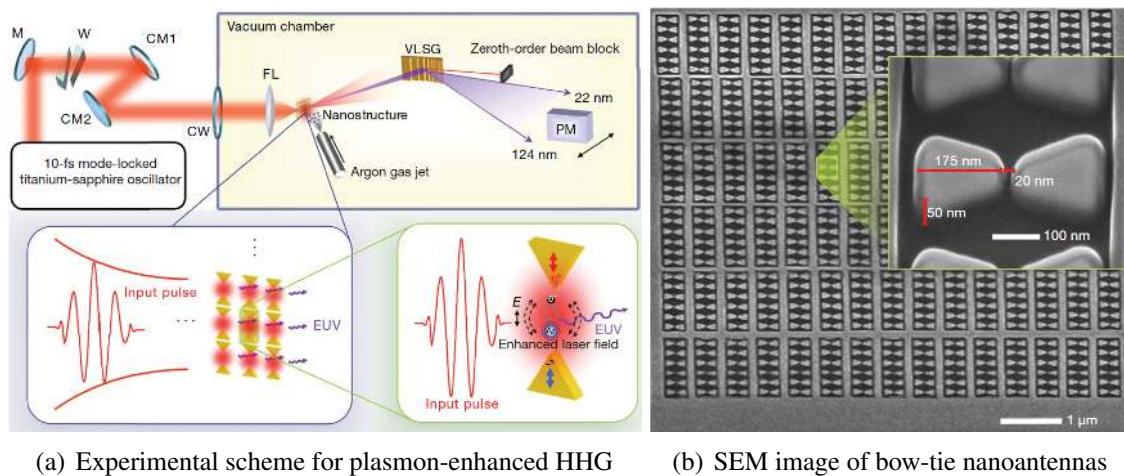 M
W
CM1
CM2
CW
10-fs mode-locked
titanium-sapphire oscillator
Vacuum chamber
FL
VLSG
Zeroth-order beam block
22 nm
Nanostructure
PM
124 nm
Argon gas jet
Input pulse
EUV
E
EUV
Enhanced laser field
Input pulse
175 nm
20 nm
50 nm
100 nm
1 µm
(a) Experimental scheme for plasmon-enhanced HHG
(b) SEM image of bow-tie nanoantennas